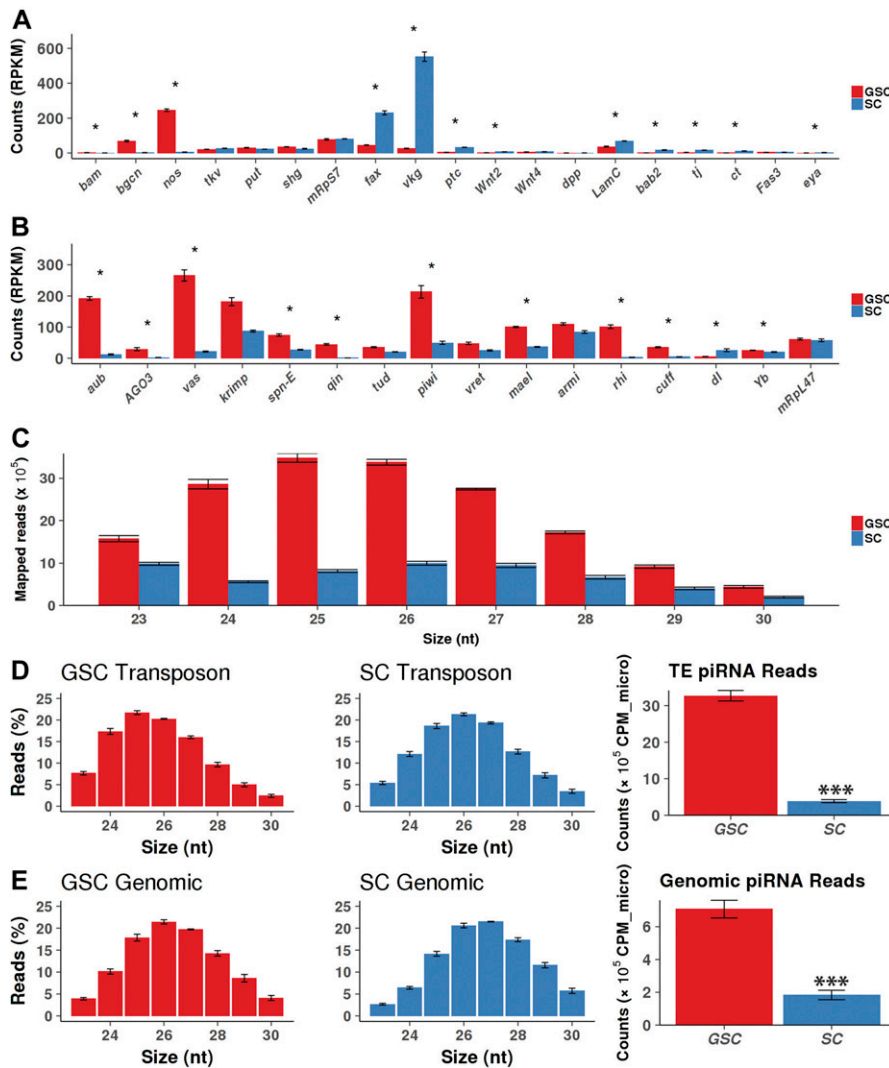 A
Counts (RPKM)
600
400
200
0
* * * * * * * * * * * * *
GSC
SC
bam bgcn nos tkv put shg mRpS7 fax vkg ptc Wnt2 Wnt4 dpp LamC bab2 tj ct Fas3 eya
B
Counts (RPKM)
300
200
100
0
* * * * * * * * * * *
aub AGO3 vas krimp spn-E qin tud piwi vret mael armi rhi cuff dl Yb mRpL47
C
Mapped reads (x 10⁵)
30
20
10
0
GSC
SC
23 24 25 26 27 28 29 30
Size (nt)
D
GSC Transposon
Reads (%)
25
20
15
10
5
0
24 26 28 30
Size (nt)
SC Transposon
25
20
15
10
5
0
24 26 28 30
Size (nt)
TE piRNA Reads
Counts (× 10⁵ CPM_micro)
30
20
10
0
***
GSC SC
E
GSC Genomic
Reads (%)
25
20
15
10
5
0
24 26 28 30
Size (nt)
SC Genomic
25
20
15
10
5
0
24 26 28 30
Size (nt)
Genomic piRNA Reads
Counts (× 10⁵ CPM_micro)
6
4
2
0
***
GSC SC